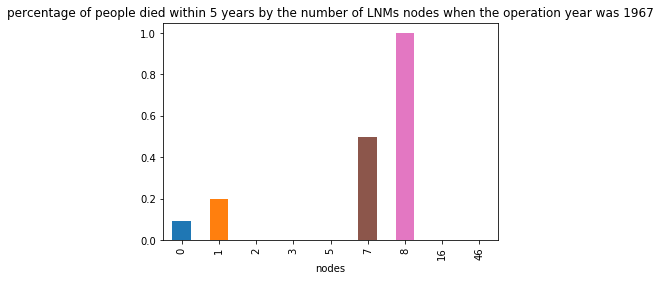 percentage of people died within 5 years by the number of LNMs nodes when the operation year was 1967
1.0
0.8
0.6
0.4
0.2
0.0
0 1 2 3 5 7 8 16 46
nodes